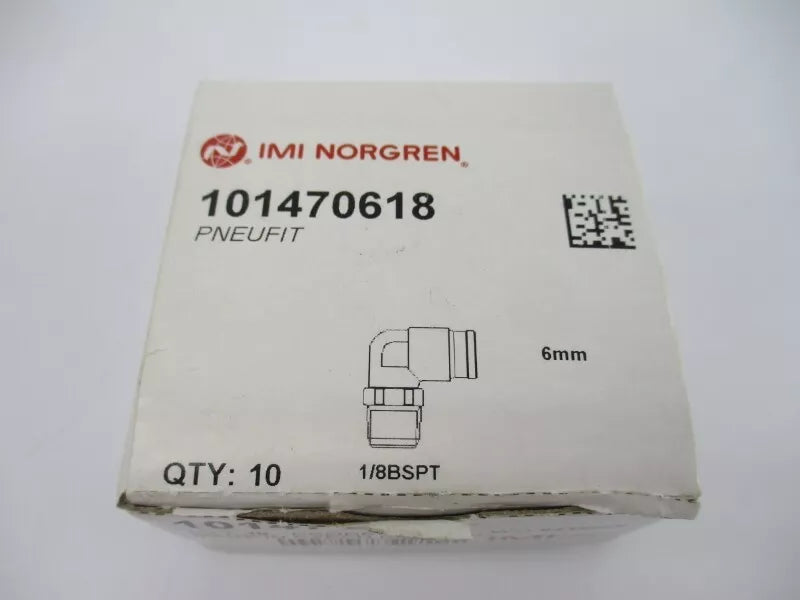 IMI NORGREN®
101470618
PNEUFIT
6mm
1/8BSPT
QTY: 10